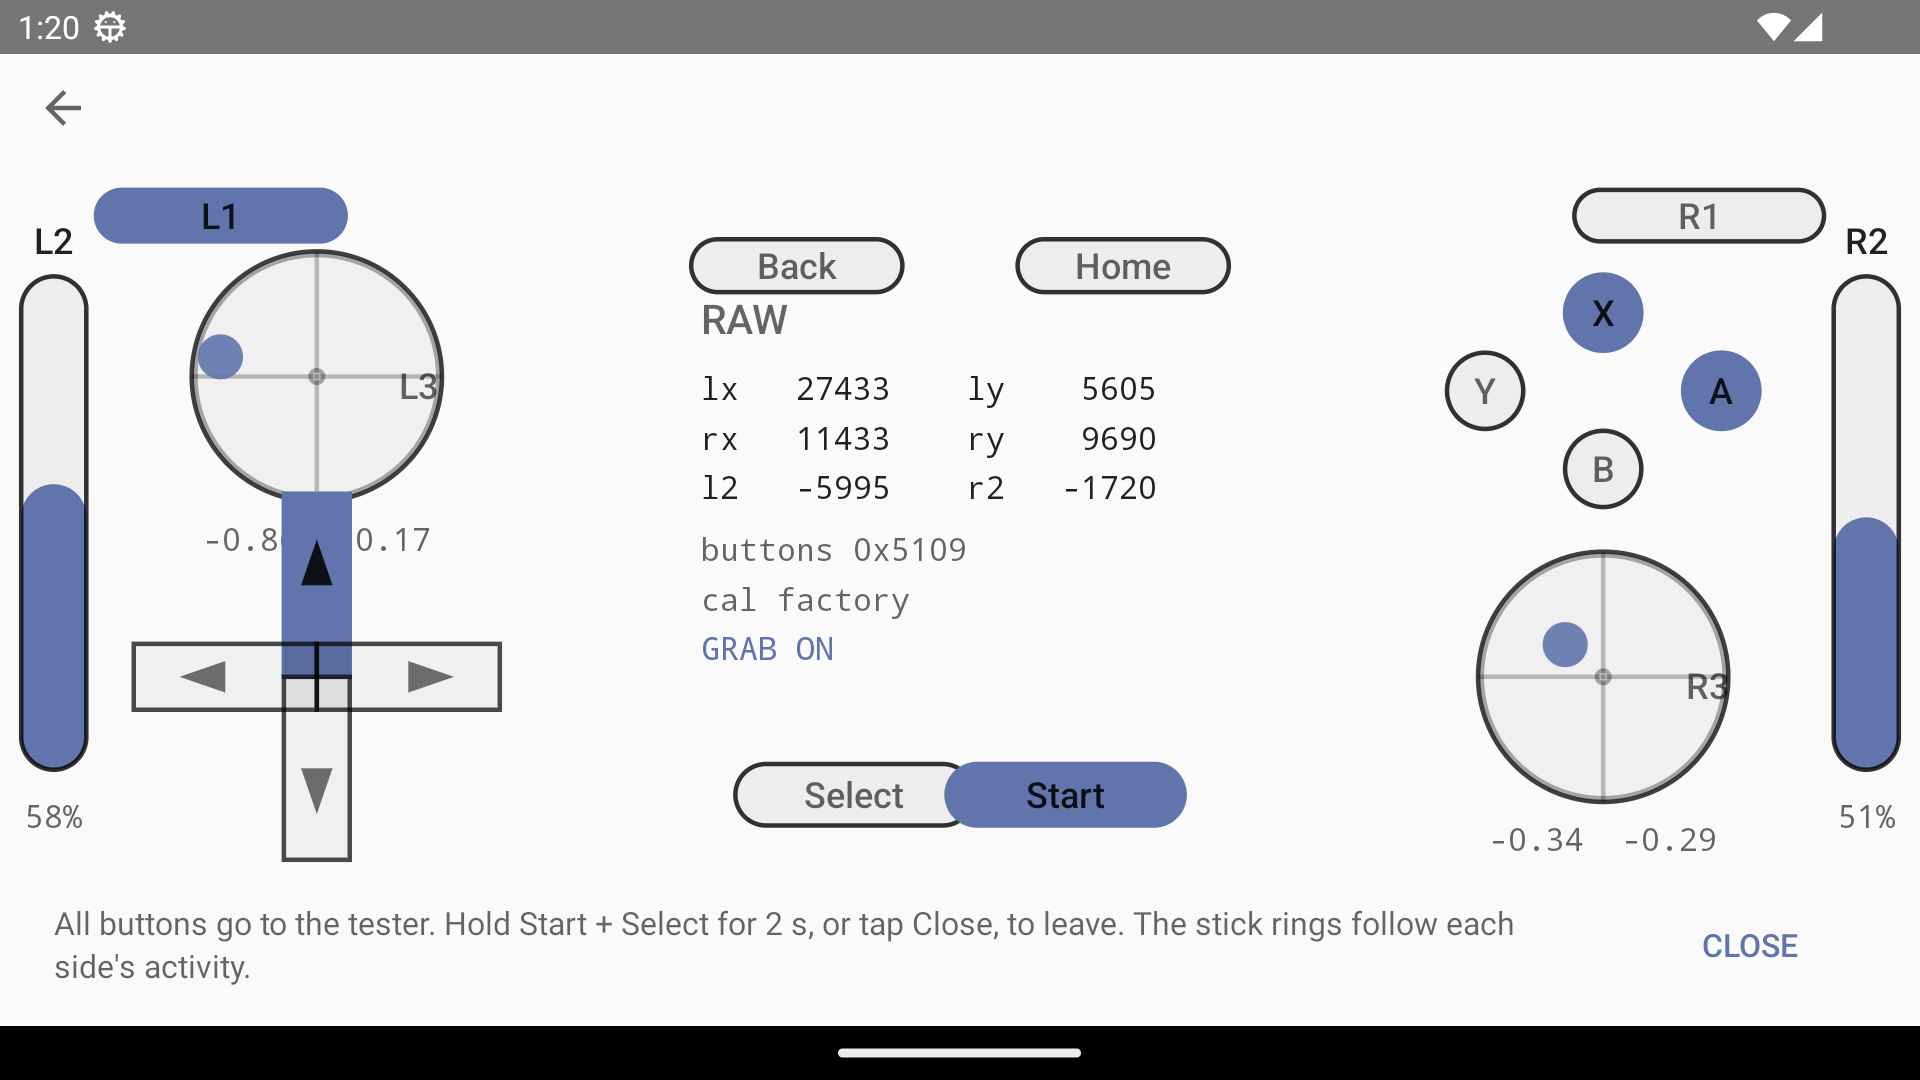 1:20
L1
R1
L2
R2
Back
Home
X
RAW
L3
Y
A
lx 27433 ly 5605
rx 11433 ry 9690
B
l2 -5995 r2 -1720
0.17
buttons 0x5109
cal factory
GRAB ON
R3
Select
Start
58%
51%
-0.34 -0.29
All buttons go to the tester. Hold Start + Select for 2 s, or tap Close, to leave. The stick rings follow each
side's activity.
CLOSE